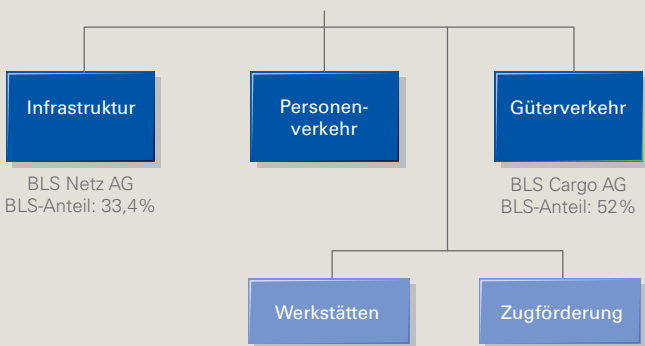 Infrastruktur
Personen-
verkehr
Güterverkehr
BLS Netz AG
BLS-Anteil: 33,4%
BLS Cargo AG
BLS-Anteil: 52%
Werkstätten
Zugförderung